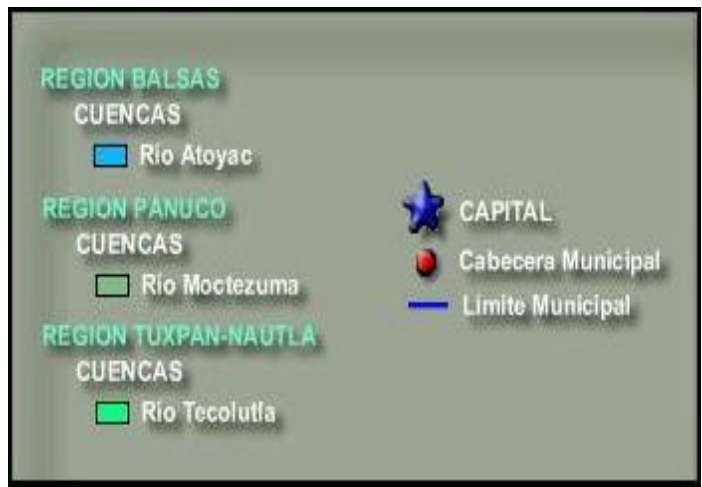 REGION BALSAS
CUENCAS
Río Atoyac
REGION PANUCO
CUENCAS
Río Moctezuma
REGION TUXPAN-NAUTLA
CUENCAS
Río Tecolutla
CAPITAL
Cabecera Municipal
Límite Municipal